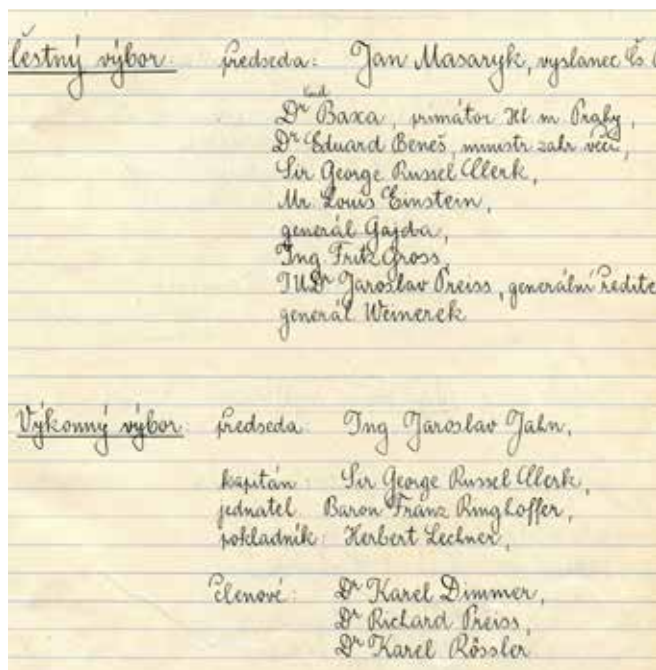 čestný výbor: předseda: Jan Masaryk, vyslanec Čs.
Karel
Dr Baxa, primátor Hl. m. Prahy,
Dr Eduard Beneš, ministr zahr. věcí,
Sir George Russel Clerk,
Mr. Louis Einstein,
generál Gajda,
Ing. Fritz Gross,
JUDr Jaroslav Preiss, generální ředite
generál Weinerek
Výkonný výbor: předseda: Ing Jaroslav Jahn,
kapitán: Sir George Russel Clerk,
jednatel: Baron Franz Ringhoffer,
pokladník: Herbert Lechner,
členové: Dr Karel Dimmer,
Dr Richard Preiss,
Dr Karel Rössler